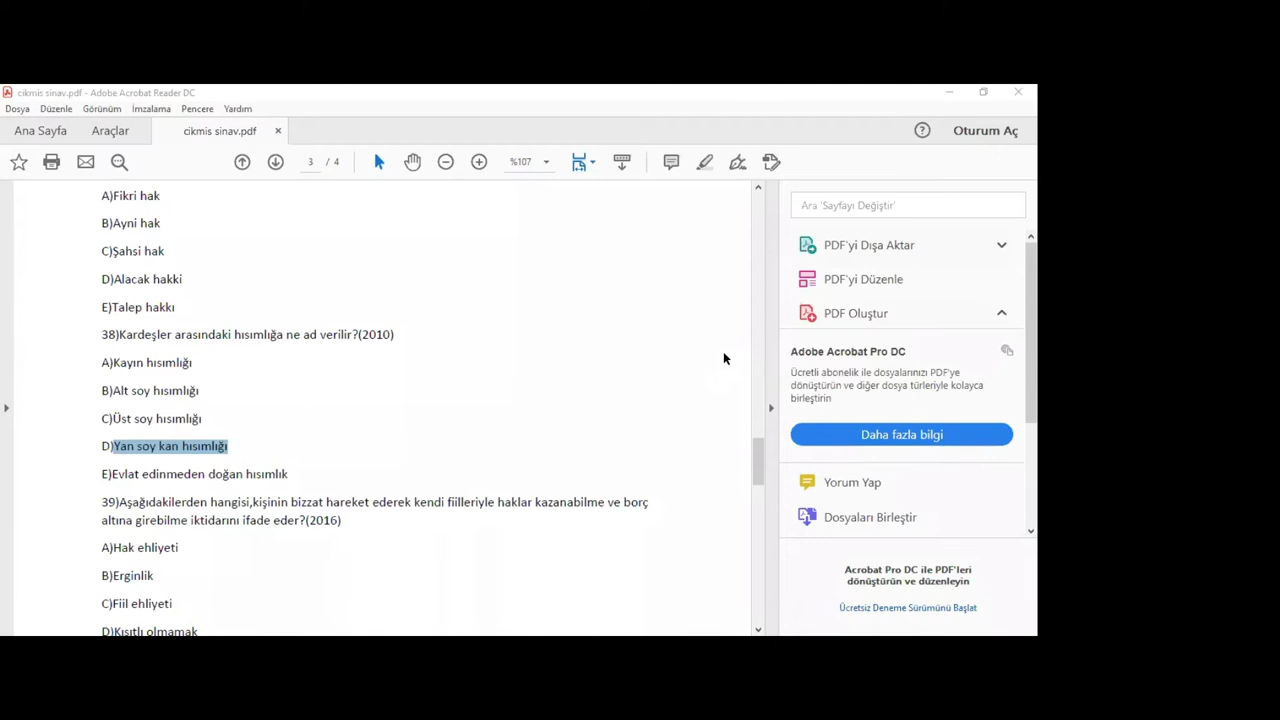 cikmis sinav.pdf - Adobe Acrobat Reader DC
Dosya Düzenle Görünüm İmzalama Pencere Yardım
Ana Sayfa Araçlar cikmis sinav.pdf Oturum Aç
3 / 4 %107
A)Fikri hak
B)Ayni hak
C)Şahsi hak
D)Alacak hakki
E)Talep hakkı
38)Kardeşler arasındaki hısımlığa ne ad verilir?(2010)
A)Kayın hısımlığı
B)Alt soy hısımlığı
C)Üst soy hısımlığı
D)Yan soy kan hısımlığı
E)Evlat edinmeden doğan hısımlık
39)Aşağıdakilerden hangisi,kişinin bizzat hareket ederek kendi fiilleriyle haklar kazanabilme ve borç
altına girebilme iktidarını ifade eder?(2016)
A)Hak ehliyeti
B)Erginlik
C)Fiil ehliyeti
D)Kısıtlı olmamak
Ara 'Sayfayı Değiştir'
PDF'yi Dışa Aktar
PDF'yi Düzenle
PDF Oluştur
Adobe Acrobat Pro DC
Ücretli abonelik ile dosyalarınızı PDF'ye
dönüştürün ve diğer dosya türleriyle kolayca
birleştirin
Daha fazla bilgi
Yorum Yap
Dosyaları Birleştir
Acrobat Pro DC ile PDF'leri
dönüştürün ve düzenleyin
Ücretsiz Deneme Sürümünü Başlat